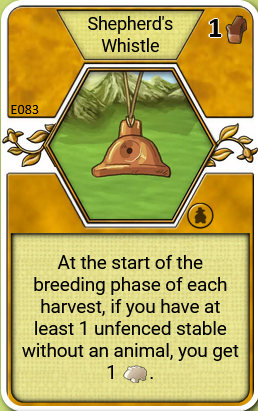 Shepherd's
Whistle
1
E083
At the start of the
breeding phase of each
harvest, if you have at
least 1 unfenced stable
without an animal, you get
1 .